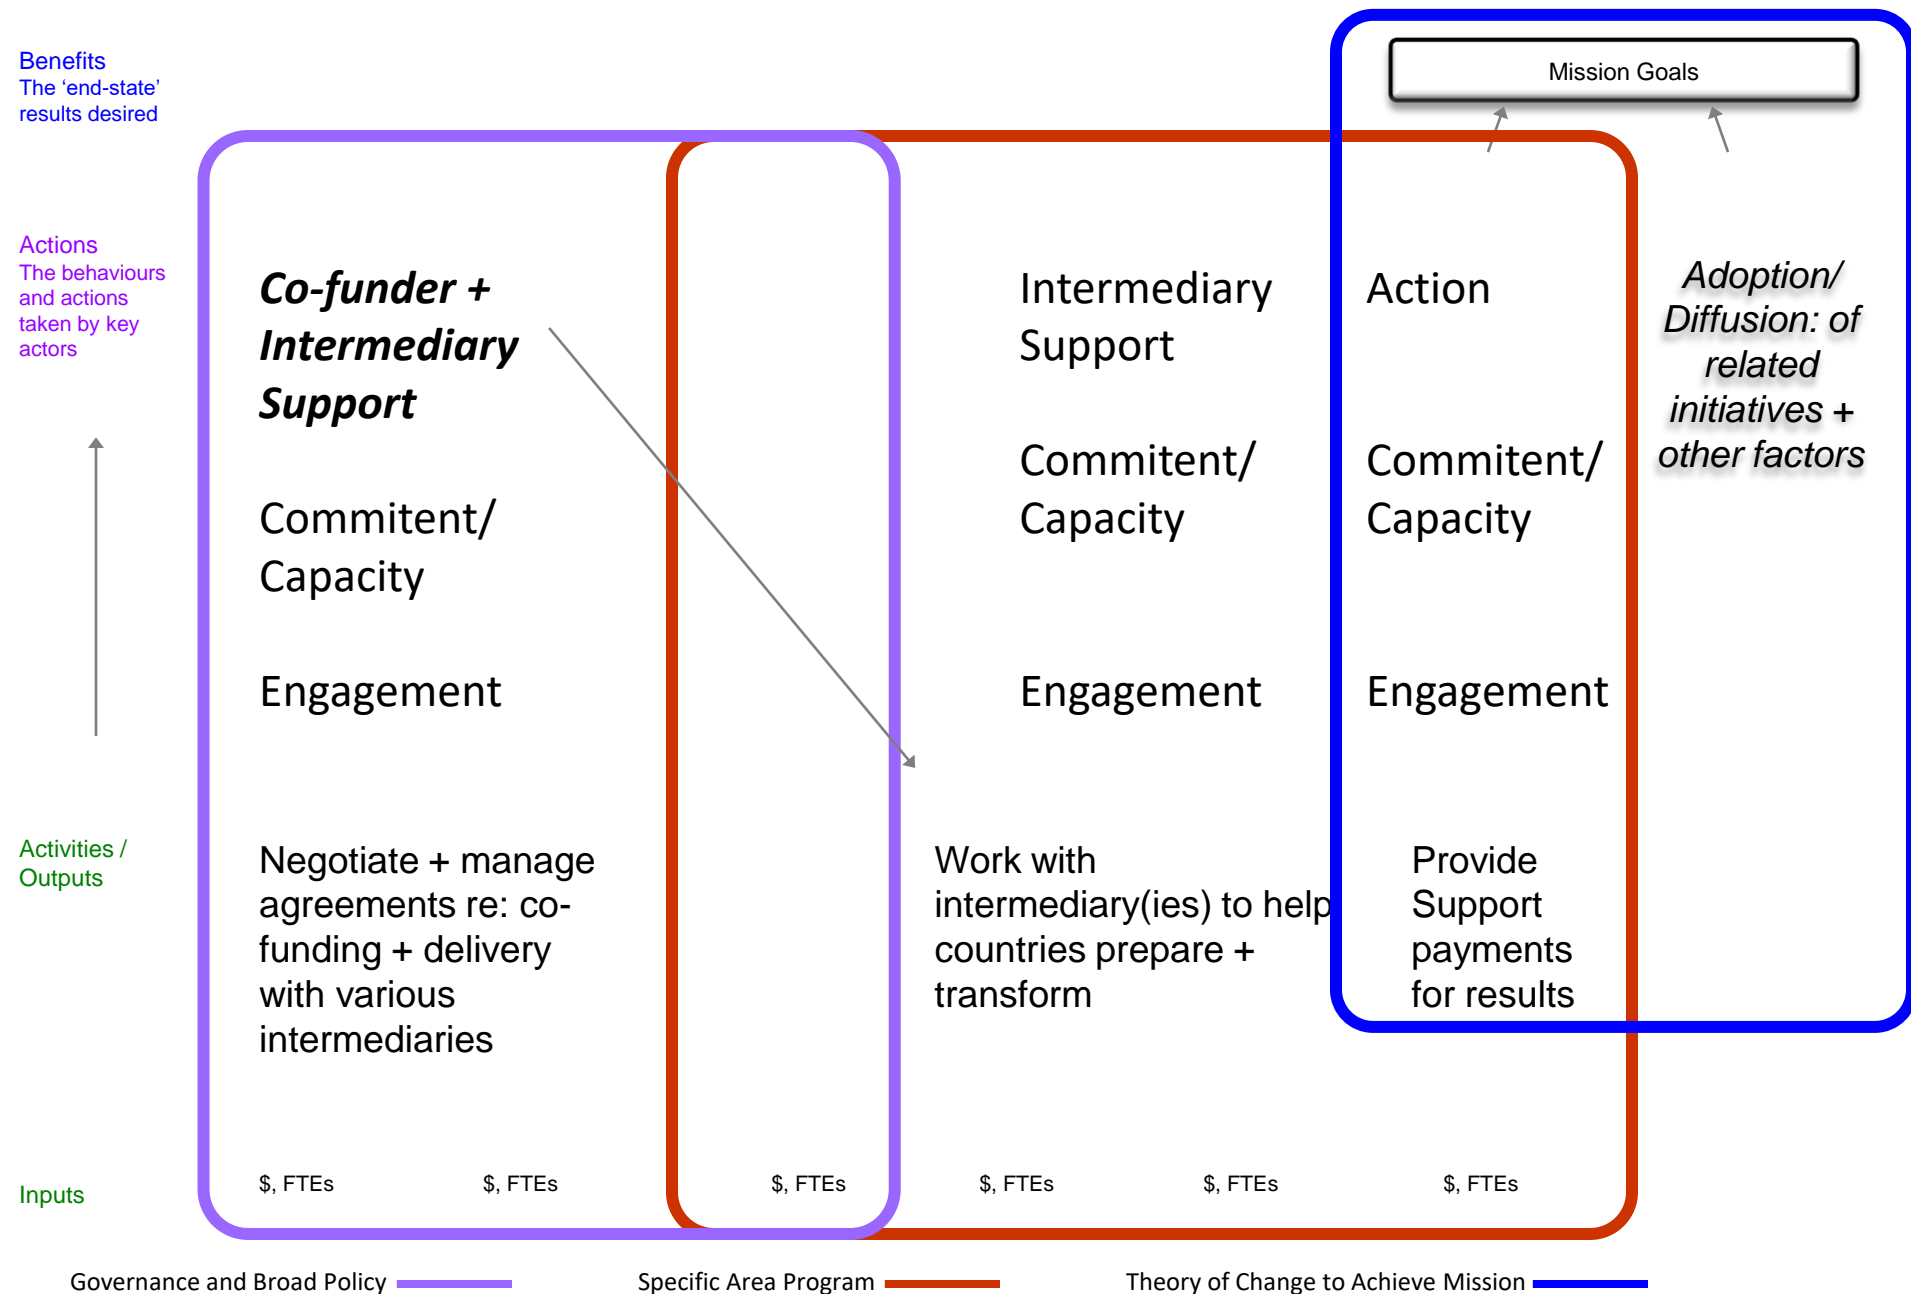 Benefits
The ‘end-state’
results desired
Mission Goals
Actions
The behaviours
and actions
taken by key
actors
Co-funder +
Intermediary
Support
Commitent/
Capacity
Engagement
Intermediary
Support
Commitent/
Capacity
Engagement
Action
Commitent/
Capacity
Engagement
Adoption/
Diffusion: of
related
initiatives +
other factors
Activities /
Outputs
Negotiate + manage
agreements re: co-
funding + delivery
with various
intermediaries
Work with
intermediary(ies) to help
countries prepare +
transform
Provide
Support
payments
for results
Inputs
$, FTEs
$, FTEs
$, FTEs
$, FTEs
$, FTEs
$, FTEs
Governance and Broad Policy
Specific Area Program
Theory of Change to Achieve Mission